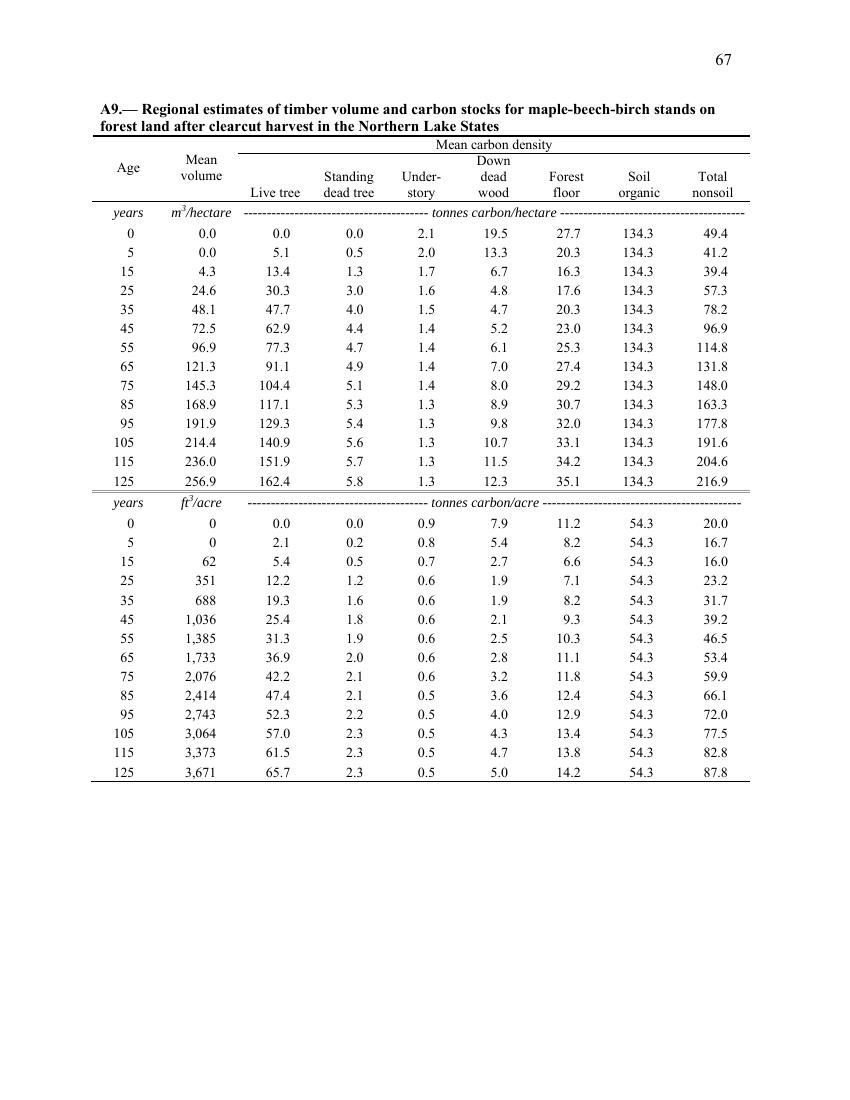 67
A9.— Regional estimates of timber volume and carbon stocks for maple-beech-birch stands on
forest land after clearcut harvest in the Northern Lake States
Age Mean volume Mean carbon density
Live tree Standing dead tree Under-story Down dead wood Forest floor Soil organic Total nonsoil
years m³/hectare ---------------------------------------- tonnes carbon/hectare ----------------------------------------
0 0.0 0.0 0.0 2.1 19.5 27.7 134.3 49.4
5 0.0 5.1 0.5 2.0 13.3 20.3 134.3 41.2
15 4.3 13.4 1.3 1.7 6.7 16.3 134.3 39.4
25 24.6 30.3 3.0 1.6 4.8 17.6 134.3 57.3
35 48.1 47.7 4.0 1.5 4.7 20.3 134.3 78.2
45 72.5 62.9 4.4 1.4 5.2 23.0 134.3 96.9
55 96.9 77.3 4.7 1.4 6.1 25.3 134.3 114.8
65 121.3 91.1 4.9 1.4 7.0 27.4 134.3 131.8
75 145.3 104.4 5.1 1.4 8.0 29.2 134.3 148.0
85 168.9 117.1 5.3 1.3 8.9 30.7 134.3 163.3
95 191.9 129.3 5.4 1.3 9.8 32.0 134.3 177.8
105 214.4 140.9 5.6 1.3 10.7 33.1 134.3 191.6
115 236.0 151.9 5.7 1.3 11.5 34.2 134.3 204.6
125 256.9 162.4 5.8 1.3 12.3 35.1 134.3 216.9
years ft³/acre --------------------------------------- tonnes carbon/acre -------------------------------------------
0 0 0.0 0.0 0.9 7.9 11.2 54.3 20.0
5 0 2.1 0.2 0.8 5.4 8.2 54.3 16.7
15 62 5.4 0.5 0.7 2.7 6.6 54.3 16.0
25 351 12.2 1.2 0.6 1.9 7.1 54.3 23.2
35 688 19.3 1.6 0.6 1.9 8.2 54.3 31.7
45 1,036 25.4 1.8 0.6 2.1 9.3 54.3 39.2
55 1,385 31.3 1.9 0.6 2.5 10.3 54.3 46.5
65 1,733 36.9 2.0 0.6 2.8 11.1 54.3 53.4
75 2,076 42.2 2.1 0.6 3.2 11.8 54.3 59.9
85 2,414 47.4 2.1 0.5 3.6 12.4 54.3 66.1
95 2,743 52.3 2.2 0.5 4.0 12.9 54.3 72.0
105 3,064 57.0 2.3 0.5 4.3 13.4 54.3 77.5
115 3,373 61.5 2.3 0.5 4.7 13.8 54.3 82.8
125 3,671 65.7 2.3 0.5 5.0 14.2 54.3 87.8